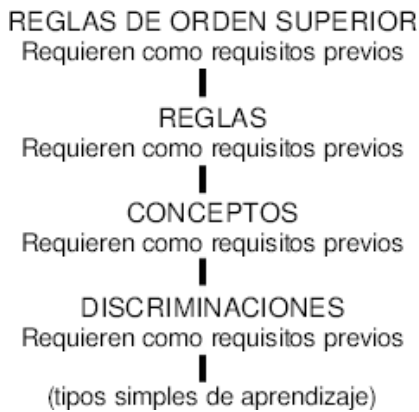 REGLAS DE ORDEN SUPERIOR
Requieren como requisitos previos
REGLAS
Requieren como requisitos previos
CONCEPTOS
Requieren como requisitos previos
DISCRIMINACIONES
Requieren como requisitos previos
(tipos simples de aprendizaje)